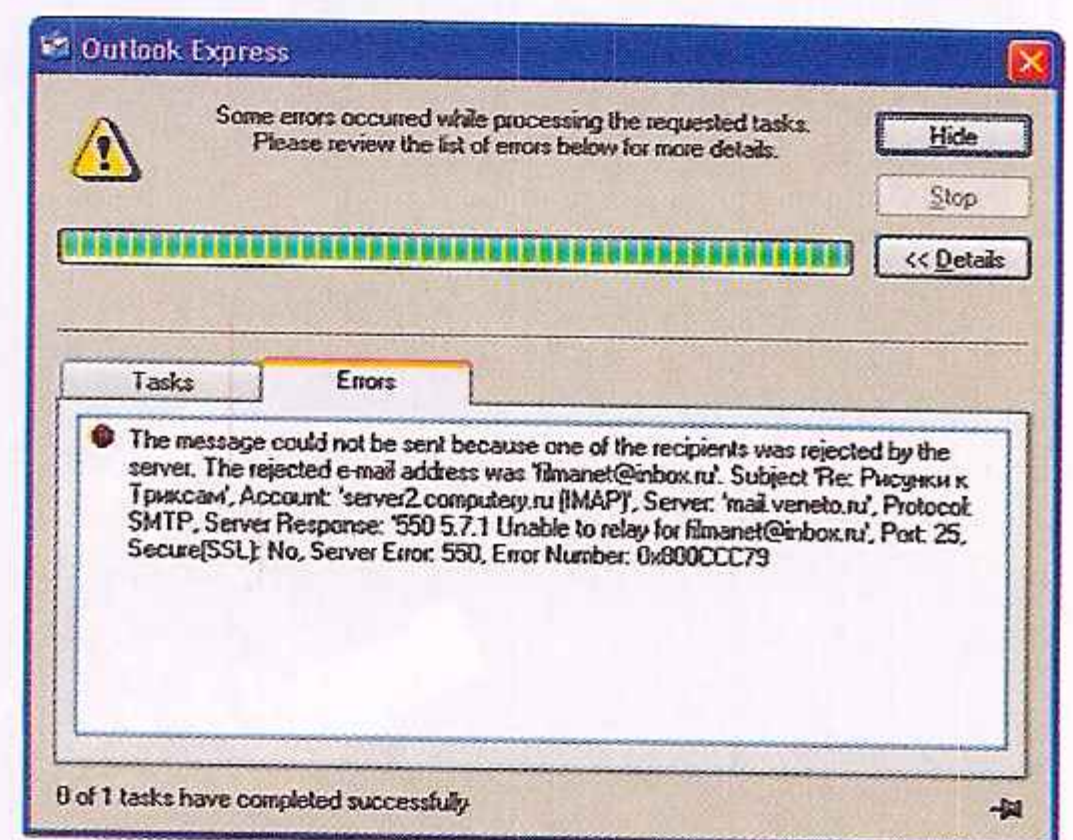 Outlook Express
Some errors occurred while processing the requested tasks.
Please review the list of errors below for more details.
Hide
Stop
<< Details
Tasks
Errors
The message could not be sent because one of the recipients was rejected by the
server. The rejected e-mail address was 'filmanet@inbox.ru'. Subject 'Re: Рисунки к
Триксам', Account: 'server2.computery.ru (IMAP)', Server: 'mail.veneto.ru', Protocol:
SMTP, Server Response: '550 5.7.1 Unable to relay for filmanet@inbox.ru', Port: 25,
Secure(SSL): No, Server Error: 550, Error Number: 0x800CCC79
0 of 1 tasks have completed successfully